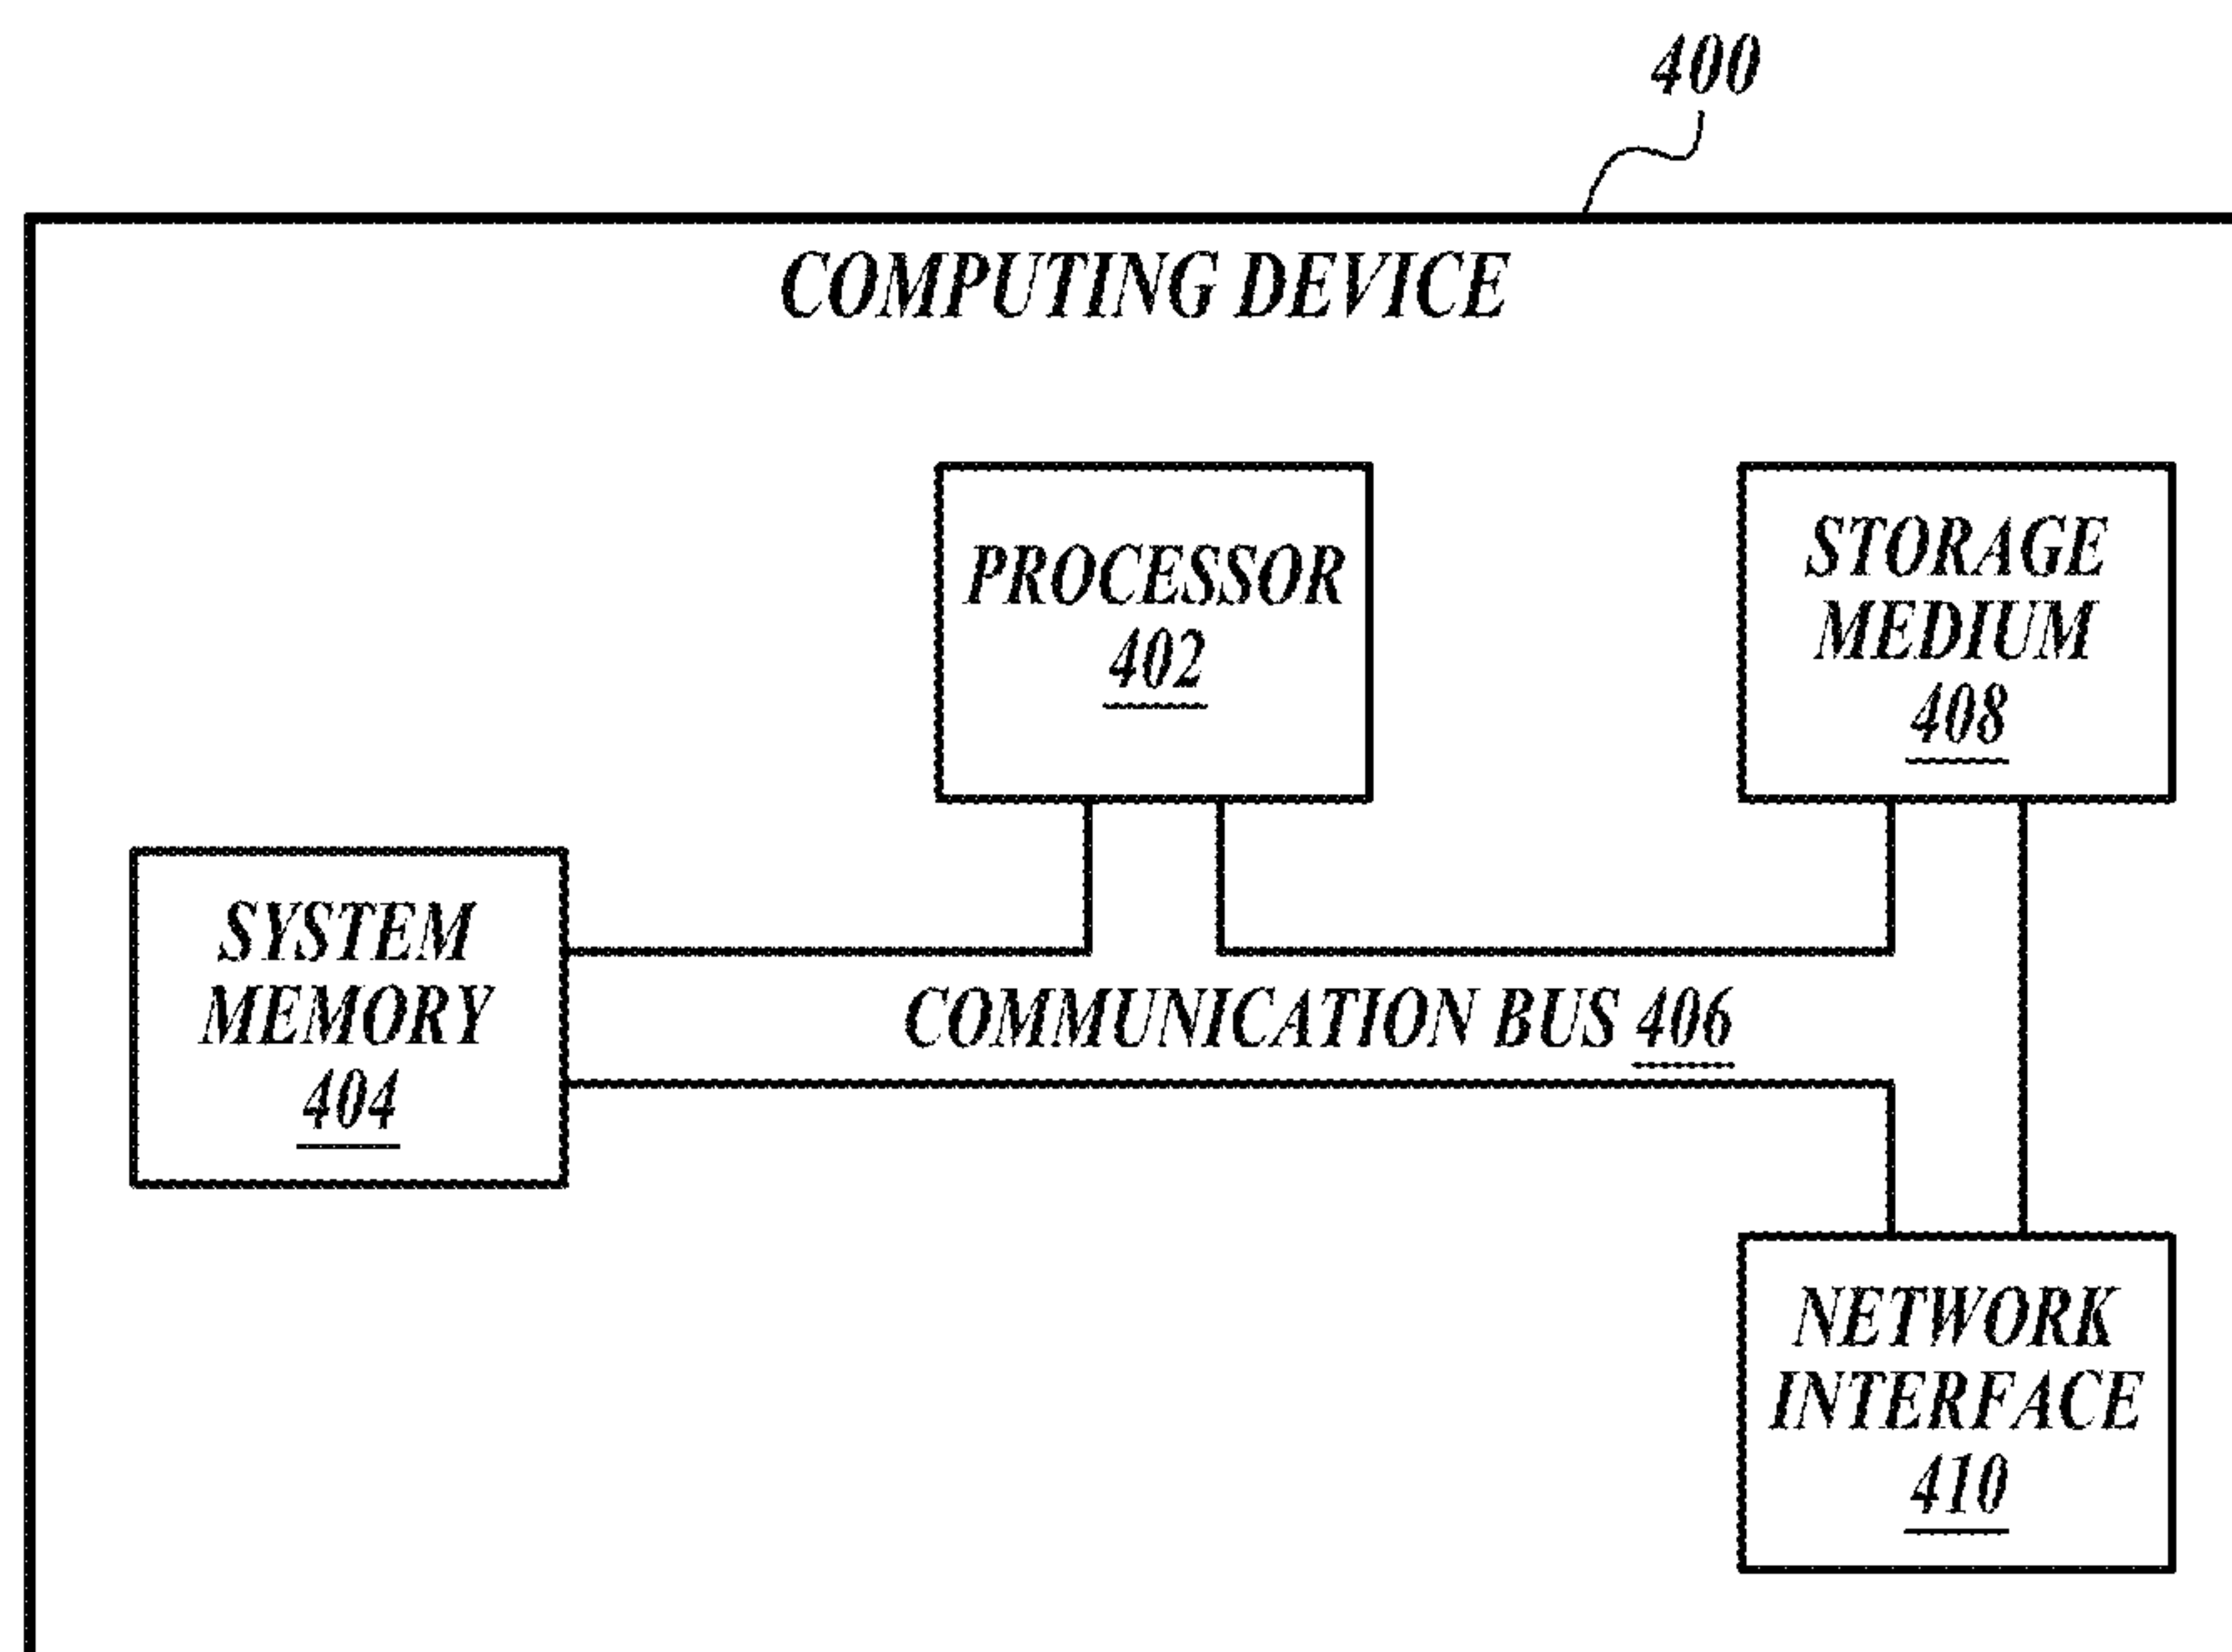 400
COMPUTING DEVICE
PROCESSOR
402
STORAGE
MEDIUM
408
SYSTEM
MEMORY
404
COMMUNICATION BUS 406
NETWORK
INTERFACE
410